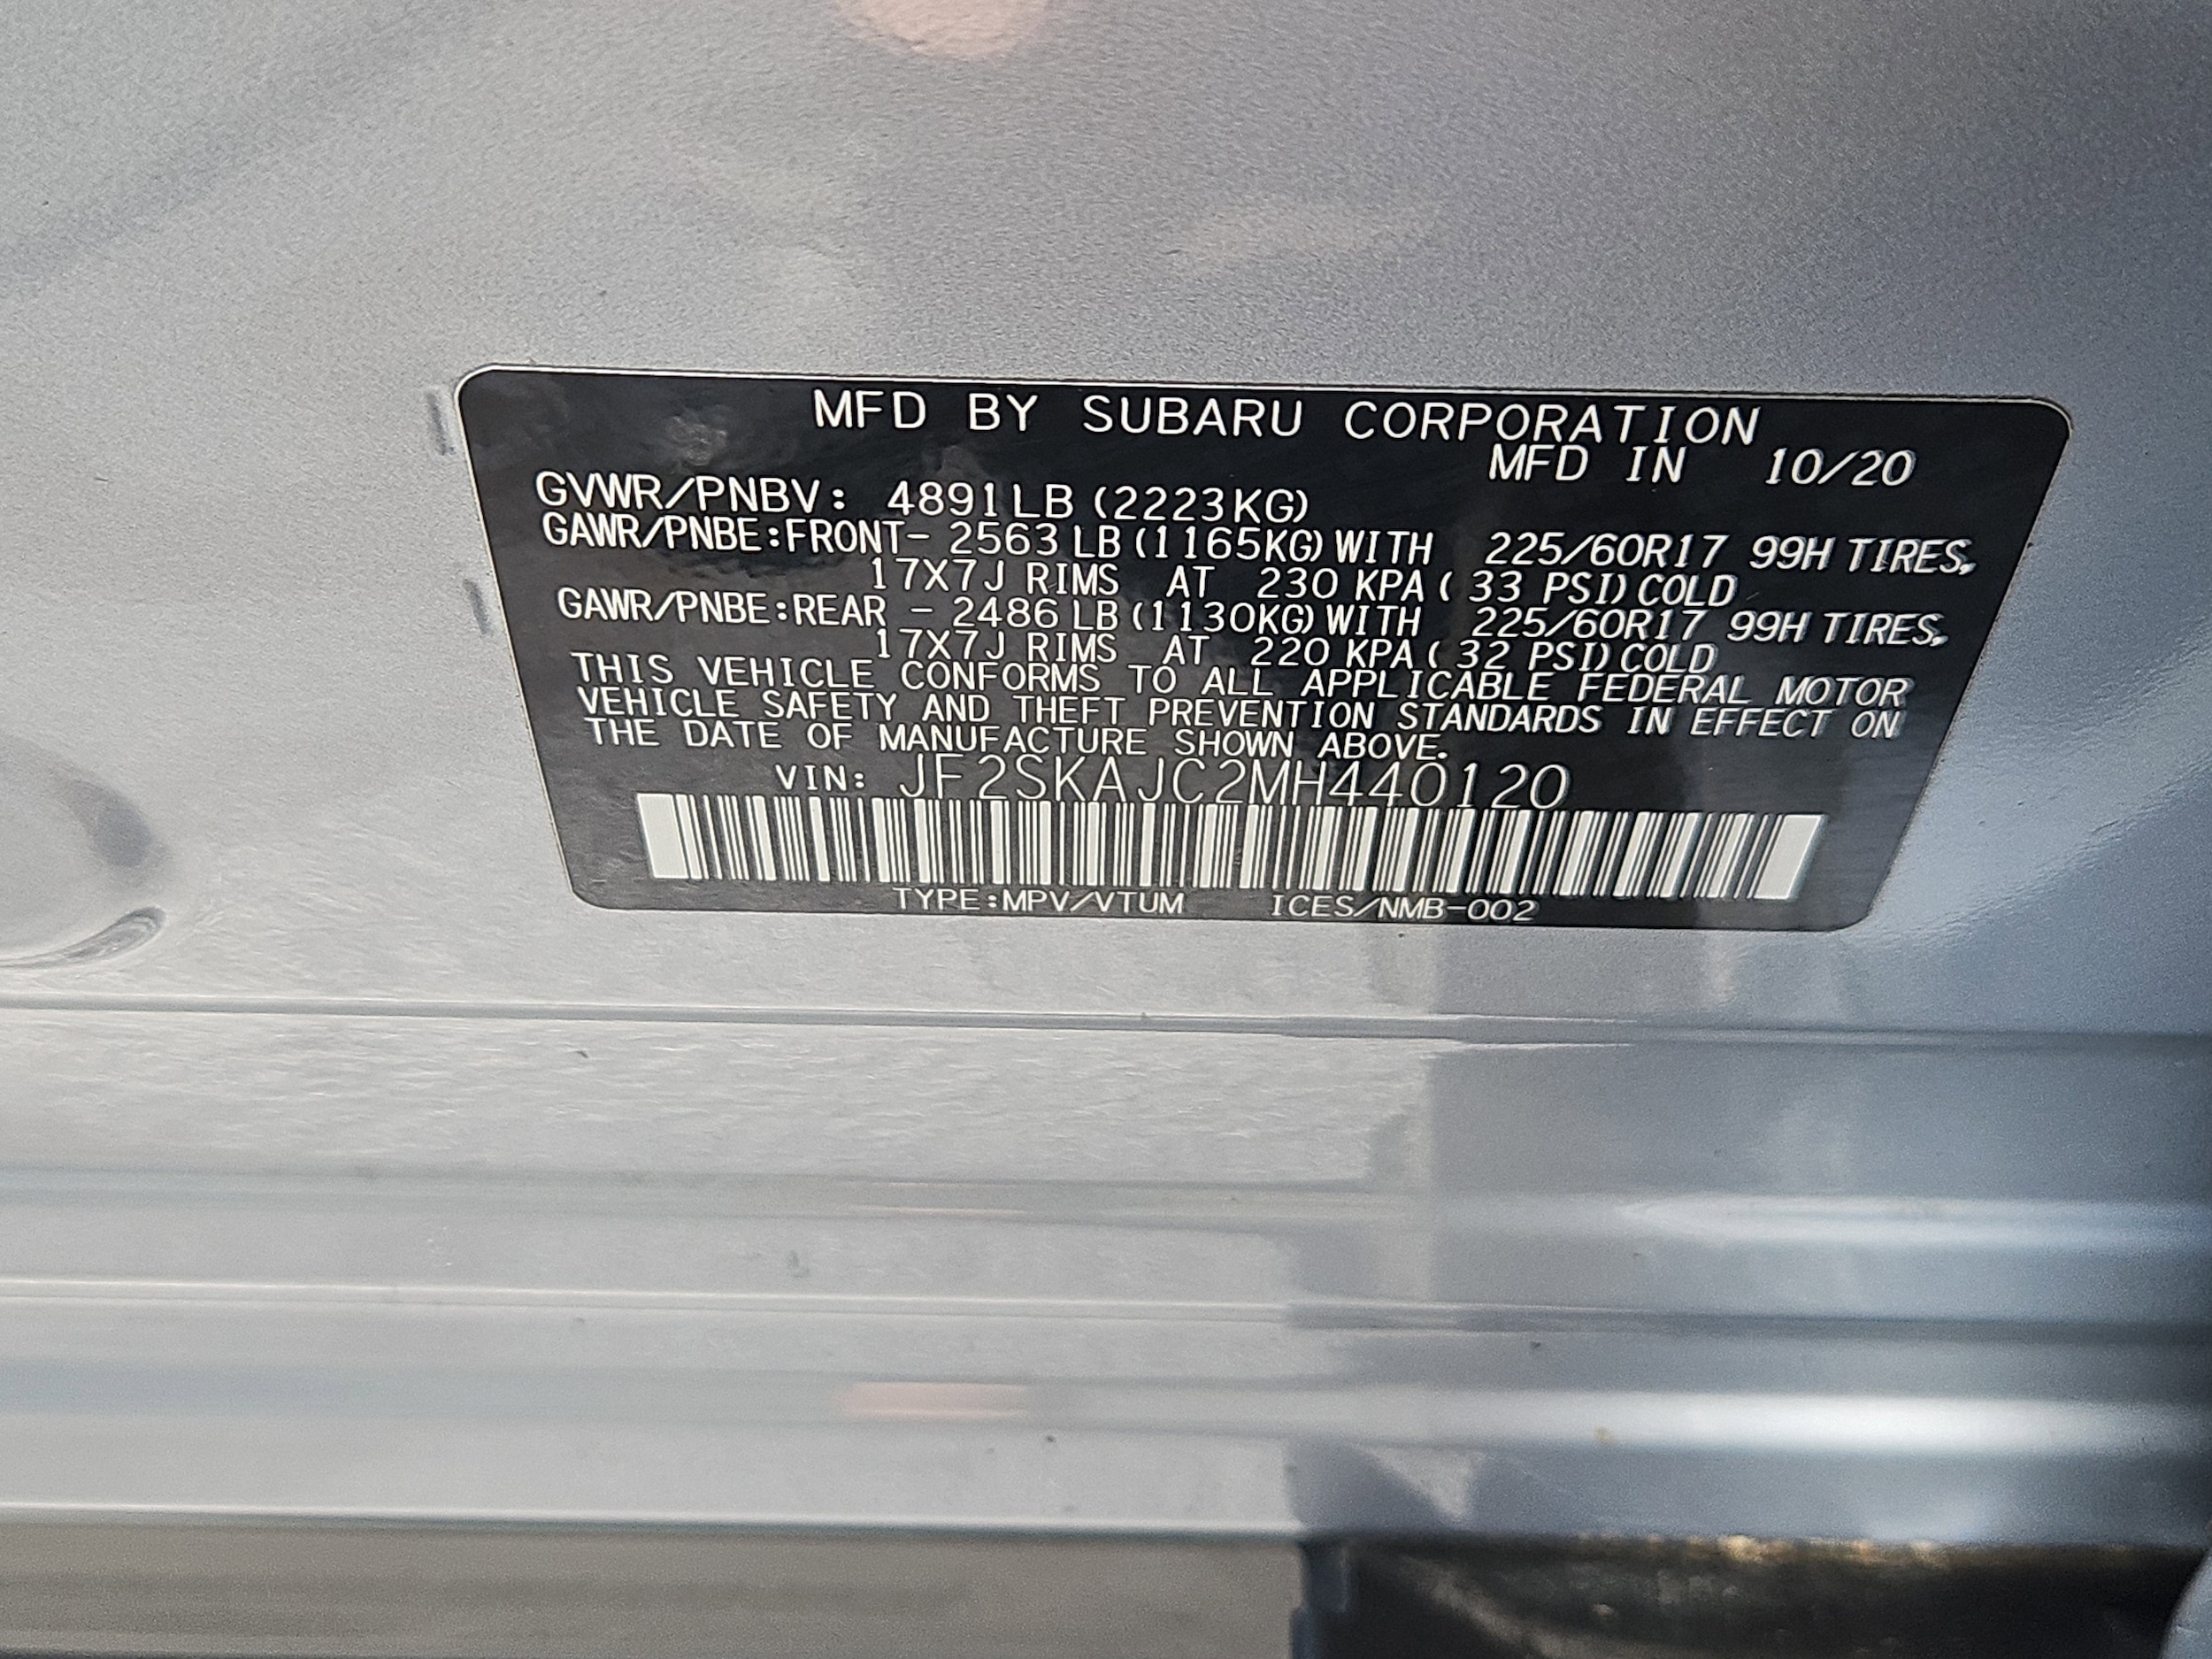 MFD BY SUBARU CORPORATION
MFD IN 10/20
GVWR/PNBV: 4891LB (2223KG)
GAWR/PNBE:FRONT- 2563 LB (1165KG) WITH 225/60R17 99H TIRES,
17X7J RIMS AT 230 KPA ( 33 PSI) COLD
GAWR/PNBE:REAR - 2486 LB (1130KG) WITH 225/60R17 99H TIRES,
17X7J RIMS AT 220 KPA ( 32 PSI) COLD
THIS VEHICLE CONFORMS TO ALL APPLICABLE FEDERAL MOTOR
VEHICLE SAFETY AND THEFT PREVENTION STANDARDS IN EFFECT ON
THE DATE OF MANUFACTURE SHOWN ABOVE.
VIN: JF2SKAJC2MH440120
TYPE:MPV/VTUM ICES/NMB-002